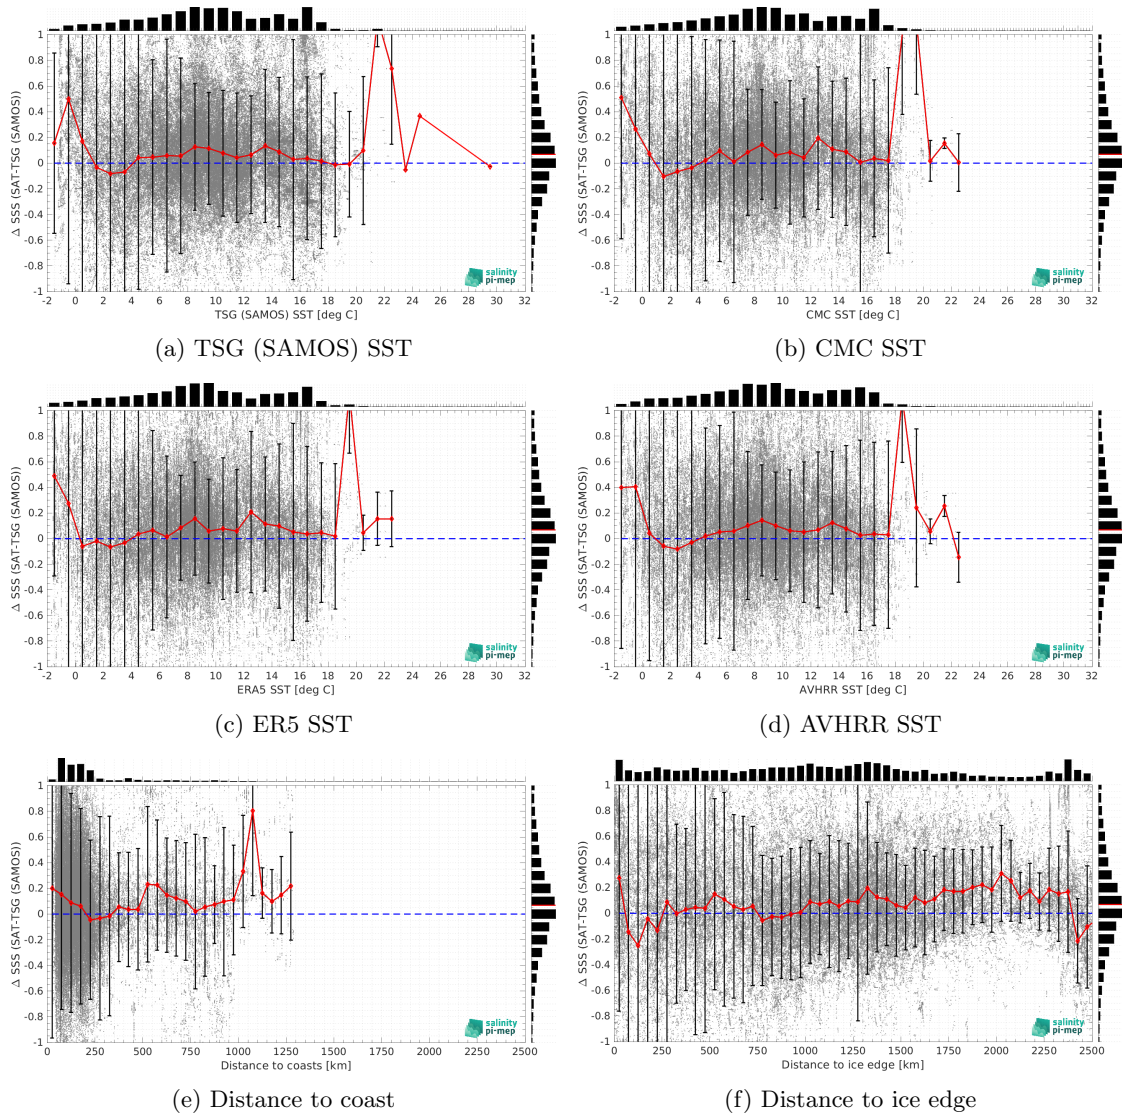 1
0.8
0.6
0.4
0.2
0
-0.2
-0.4
-0.6
-0.8
-1
Δ SSS (SAT-TSG (SAMOS))
salinity
pi-mep
-2 0 2 4 6 8 10 12 14 16 18 20 22 24 26 28 30 32
TSG (SAMOS) SST [deg C]
(a) TSG (SAMOS) SST
1
0.8
0.6
0.4
0.2
0
-0.2
-0.4
-0.6
-0.8
-1
Δ SSS (SAT-TSG (SAMOS))
salinity
pi-mep
-2 0 2 4 6 8 10 12 14 16 18 20 22 24 26 28 30 32
CMC SST [deg C]
(b) CMC SST
1
0.8
0.6
0.4
0.2
0
-0.2
-0.4
-0.6
-0.8
-1
Δ SSS (SAT-TSG (SAMOS))
salinity
pi-mep
-2 0 2 4 6 8 10 12 14 16 18 20 22 24 26 28 30 32
ERA5 SST [deg C]
(c) ER5 SST
1
0.8
0.6
0.4
0.2
0
-0.2
-0.4
-0.6
-0.8
-1
Δ SSS (SAT-TSG (SAMOS))
salinity
pi-mep
-2 0 2 4 6 8 10 12 14 16 18 20 22 24 26 28 30 32
AVHRR SST [deg C]
(d) AVHRR SST
1
0.8
0.6
0.4
0.2
0
-0.2
-0.4
-0.6
-0.8
-1
Δ SSS (SAT-TSG (SAMOS))
salinity
pi-mep
0 250 500 750 1000 1250 1500 1750 2000 2250 2500
Distance to coasts [km]
(e) Distance to coast
1
0.8
0.6
0.4
0.2
0
-0.2
-0.4
-0.6
-0.8
-1
Δ SSS (SAT-TSG (SAMOS))
salinity
pi-mep
0 250 500 750 1000 1250 1500 1750 2000 2250 2500
Distance to ice edge [km]
(f) Distance to ice edge